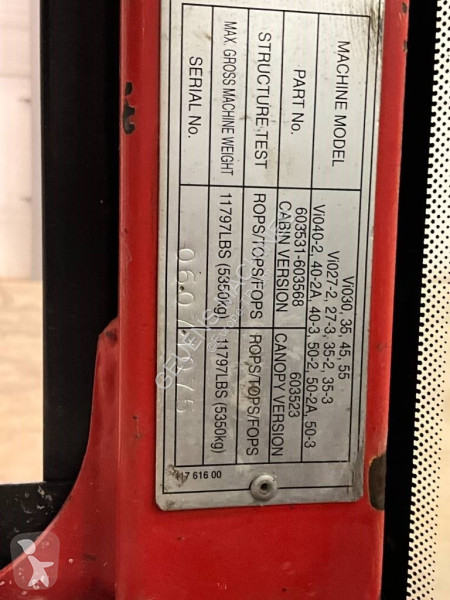 MACHINE MODEL
Vi030, 35, 45, 55
Vi027-2, 27-3, 35-2, 35-3
Vi040-2, 40-2A, 40-3, 50-2, 50-2A, 50-3
PART No.
603531-603568
CABIN VERSION
603523
CANOPY VERSION
STRUCTURE TEST
ROPS/TOPS/FOPS
ROPS/TOPS/FOPS
MAX. GROSS MACHINE WEIGHT
11797LBS (5350kg)
11797LBS (5350kg)
SERIAL No.
17 616 00